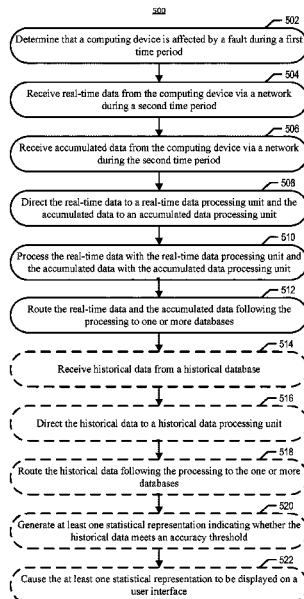 500
502
Determine that a computing device is affected by a fault during a first
time period
504
Receive real-time data from the computing device via a network
during a second time period
506
Receive accumulated data from the computing device via a network
during the second time period
508
Direct the real-time data to a real-time data processing unit and the
accumulated data to an accumulated data processing unit
510
Process the real-time data with the real-time data processing unit and
the accumulated data with the accumulated data processing unit
512
Route the real-time data and the accumulated data following the
processing to one or more databases
514
Receive historical data from a historical database
516
Direct the historical data to a historical data processing unit
518
Route the historical data following the processing to the one or more
databases
520
Generate at least one statistical representation indicating whether the
historical data meets an accuracy threshold
522
Cause the at least one statistical representation to be displayed on a
user interface